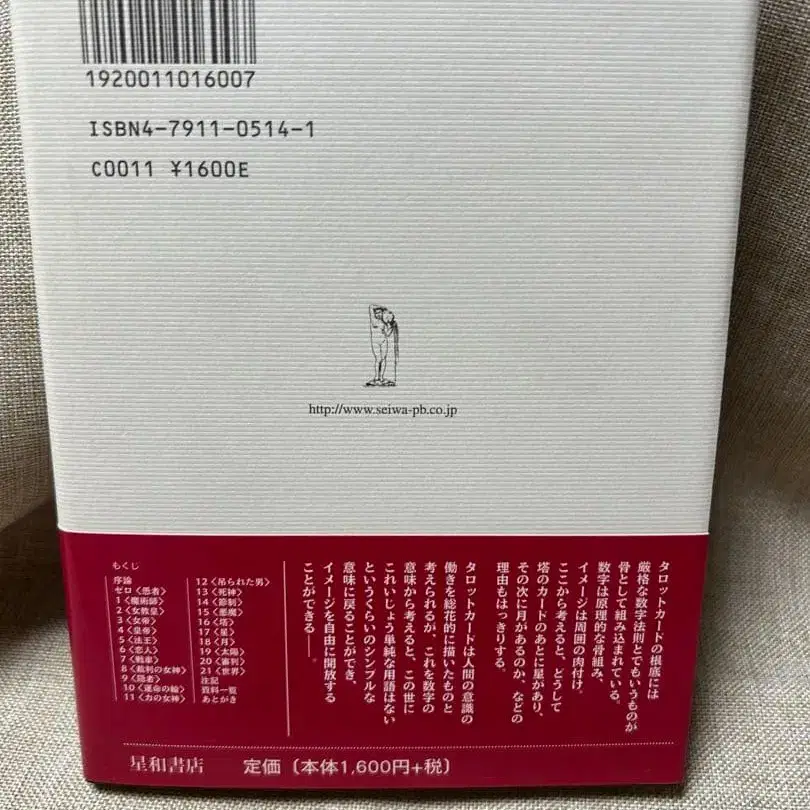 1920011016007
ISBN4-7911-0514-1
C0011 ¥1600E
http://www.seiwa-pb.co.jp
タロットカードの根底には
厳格な数字法則とでもいうものが
骨として組み込まれている。
数字は原理的な骨組み、
イメージは周囲の肉付け。
ここから考えると、どうして
塔のカードのあとに星があり、
その次に月があるのか、などの
理由もはっきりする。
タロットカードは人間の意識の
働きを総花的に描いたものと
考えられるが、これを数字の
意味から考えると、この世に
これいじょう単純な用語はない
というくらいのシンプルな
意味に戻ることができ、
イメージを自由に開放する
ことができる——。
もくじ
序論
ゼロ〈愚者〉
1〈魔術師〉
2〈女教皇〉
3〈女帝〉
4〈皇帝〉
5〈法王〉
6〈恋人〉
7〈戦車〉
8〈裁判の女神〉
9〈隠者〉
10〈運命の輪〉
11〈力の女神〉
12〈吊られた男〉
13〈死神〉
14〈節制〉
15〈悪魔〉
16〈塔〉
17〈星〉
18〈月〉
19〈太陽〉
20〈審判〉
21〈世界〉
注記
資料一覧
あとがき
星和書店 定価〔本体1,600円+税〕